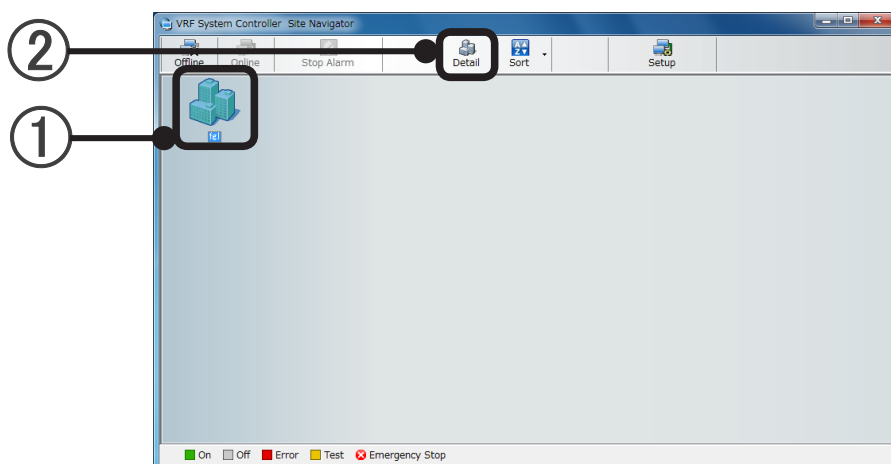 VRF System Controller Site Navigator
② Offline Online Stop Alarm Detail Sort Setup
①
fgl
On Off Error Test Emergency Stop